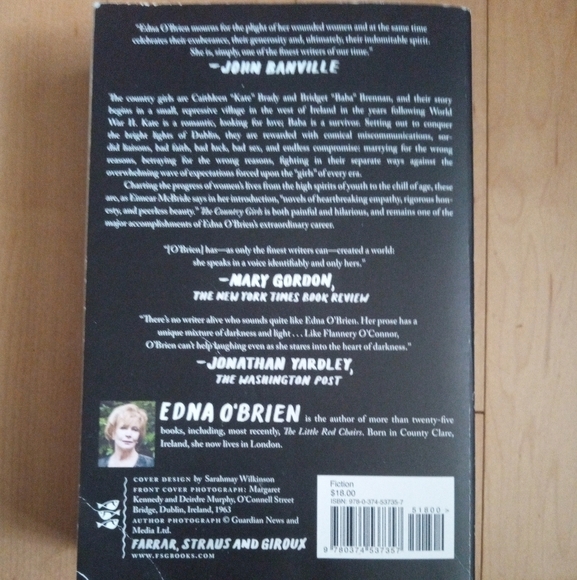 "Edna O'Brien mourns for the plight of her wounded women and at the same time
celebrates their exuberance, their generosity and, ultimately, their indomitable spirit.
She is, simply, one of the finest writers of our time."
—JOHN BANVILLE
The country girls are Caithleen "Kate" Brady and Bridget "Baba" Brennan, and their story
begins in a small, repressive village in the west of Ireland in the years following World
War II. Kate is a romantic, looking for love; Baba is a survivor. Setting out to conquer
the bright lights of Dublin, they are rewarded with comical miscommunications, sor-
did liaisons, bad faith, bad luck, bad sex, and endless compromise: marrying for the wrong
reasons, betraying for the wrong reasons, fighting in their separate ways against the
overwhelming wave of expectations forced upon the "girls" of every era.
Charting the progress of women's lives from the high spirits of youth to the chill of age, these
are, as Eimear McBride says in her introduction, "novels of heartbreaking empathy, rigorous hon-
esty, and peerless beauty." The Country Girls is both painful and hilarious, and remains one of the
major accomplishments of Edna O'Brien's extraordinary career.
"[O'Brien] has—as only the finest writers can—created a world:
she speaks in a voice identifiably and only hers."
—MARY GORDON,
THE NEW YORK TIMES BOOK REVIEW
"There's no writer alive who sounds quite like Edna O'Brien. Her prose has a
unique mixture of darkness and light . . . Like Flannery O'Connor,
O'Brien can't help laughing even as she stares into the heart of darkness."
—JONATHAN YARDLEY,
THE WASHINGTON POST
EDNA O'BRIEN is the author of more than twenty-five
books, including, most recently, The Little Red Chairs. Born in County Clare,
Ireland, she now lives in London.
COVER DESIGN by Sarahmay Wilkinson
FRONT COVER PHOTOGRAPH: Margaret
Kennedy and Deirdre Murphy, O'Connell Street
Bridge, Dublin, Ireland, 1963
AUTHOR PHOTOGRAPH © Guardian News and
Media Ltd.
FARRAR, STRAUS AND GIROUX
WWW.FSGBOOKS.COM
Fiction
$18.00
ISBN: 978-0-374-53735-7
51800>
9780374537357